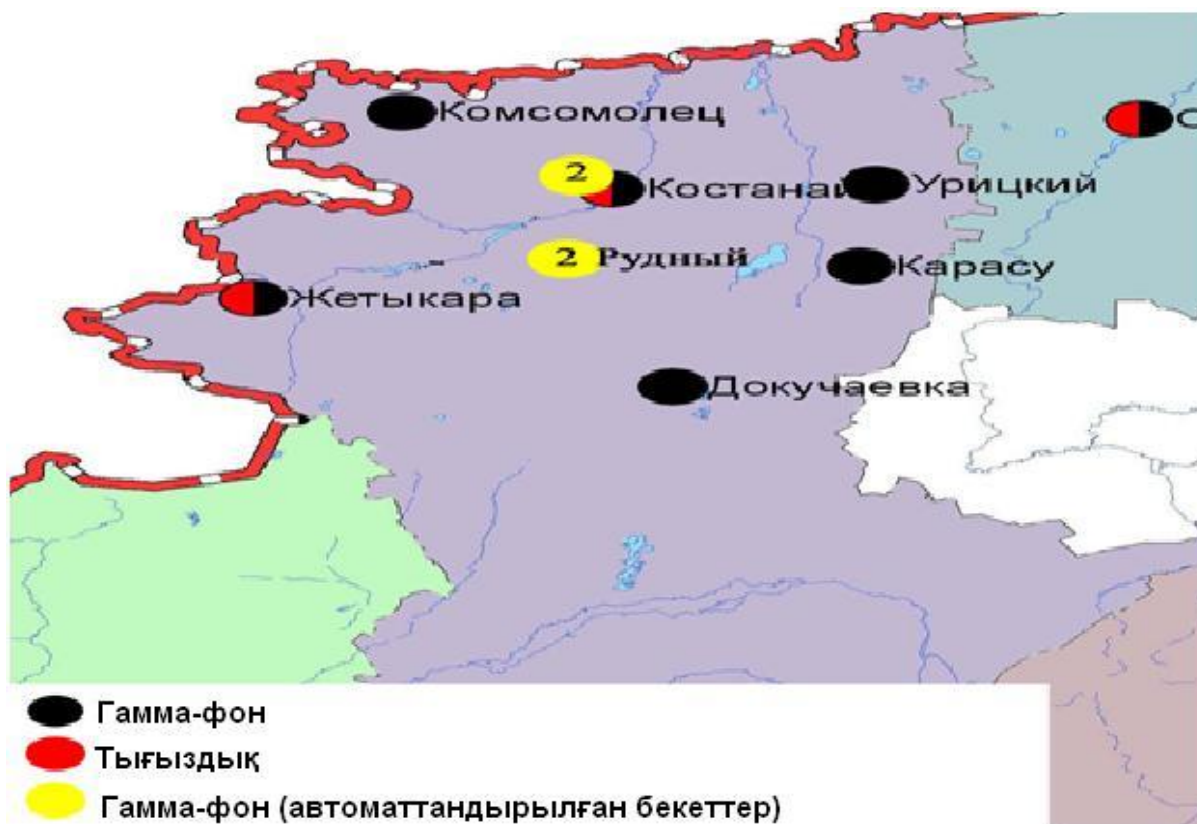 Комсомолец
2
Костанай
Урицкий
2 Рудный
Карасу
Жетыкара
Докучаевка
Гамма-фон
Тығыздық
Гамма-фон (автоматтандырылған бекеттер)